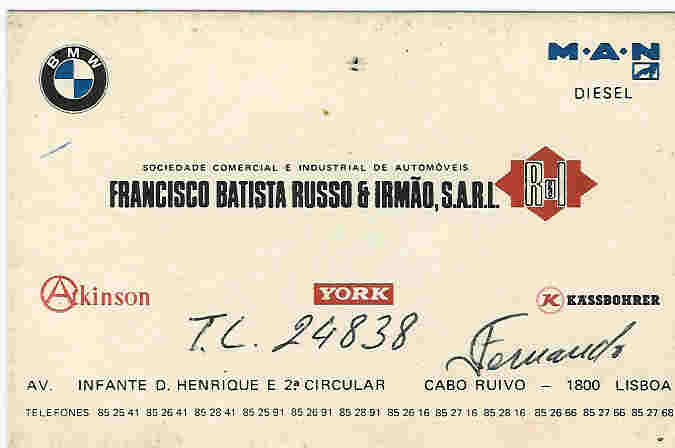 BMW
M·A·N
DIESEL
SOCIEDADE COMERCIAL E INDUSTRIAL DE AUTOMÓVEIS
FRANCISCO BATISTA RUSSO & IRMÃO, S.A.R.L.
R&I
Atkinson
YORK
K KÄSSBOHRER
T.L. 24838
Fernando
AV. INFANTE D. HENRIQUE E 2ª CIRCULAR CABO RUIVO — 1800 LISBOA
TELEFONES 85 25 41 85 26 41 85 28 41 85 25 91 85 26 91 85 28 91 85 26 16 85 27 16 85 28 16 85 26 66 85 27 66 85 27 68